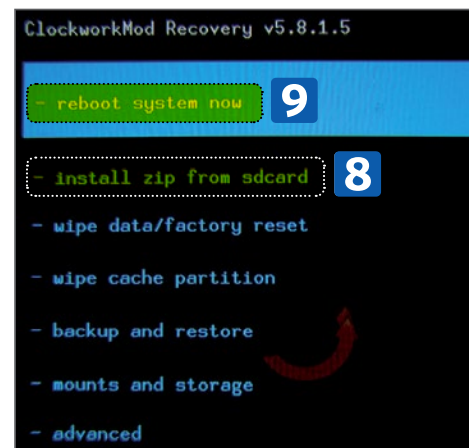 ClockworkMod Recovery v5.8.1.5
- reboot system now 9
- install zip from sdcard 8
- wipe data/factory reset
- wipe cache partition
- backup and restore
- mounts and storage
- advanced